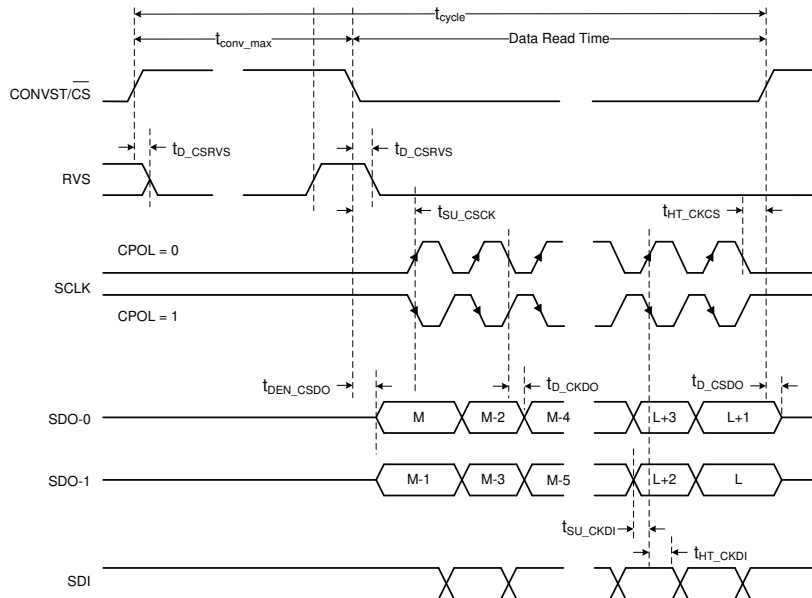 tcycle
tconv_max
Data Read Time
CONVST/CS
tD_CSRVS
tD_CSRVS
RVS
tSU_CSCK
tHT_CKCS
CPOL = 0
SCLK
CPOL = 1
tDEN_CSDO
tD_CKDO
tD_CSDO
SDO-0
M
M-2
M-4
L+3
L+1
SDO-1
M-1
M-3
M-5
L+2
L
tSU_CKDI
tHT_CKDI
SDI